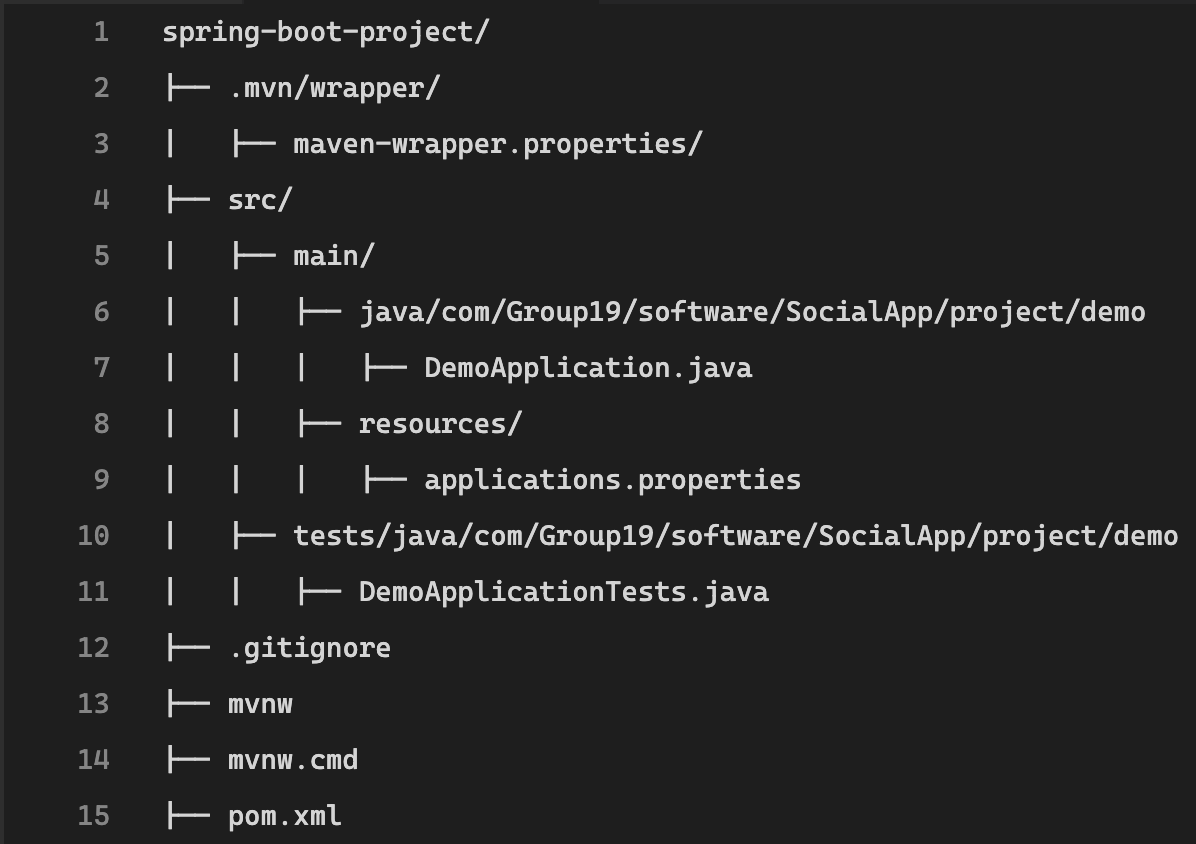 1 spring-boot-project/
2 ├── .mvn/wrapper/
3 │   ├── maven-wrapper.properties/
4 ├── src/
5 │   ├── main/
6 │   │   ├── java/com/Group19/software/SocialApp/project/demo
7 │   │   │   ├── DemoApplication.java
8 │   │   ├── resources/
9 │   │   │   ├── applications.properties
10 │   ├── tests/java/com/Group19/software/SocialApp/project/demo
11 │   │   ├── DemoApplicationTests.java
12 ├── .gitignore
13 ├── mvnw
14 ├── mvnw.cmd
15 ├── pom.xml